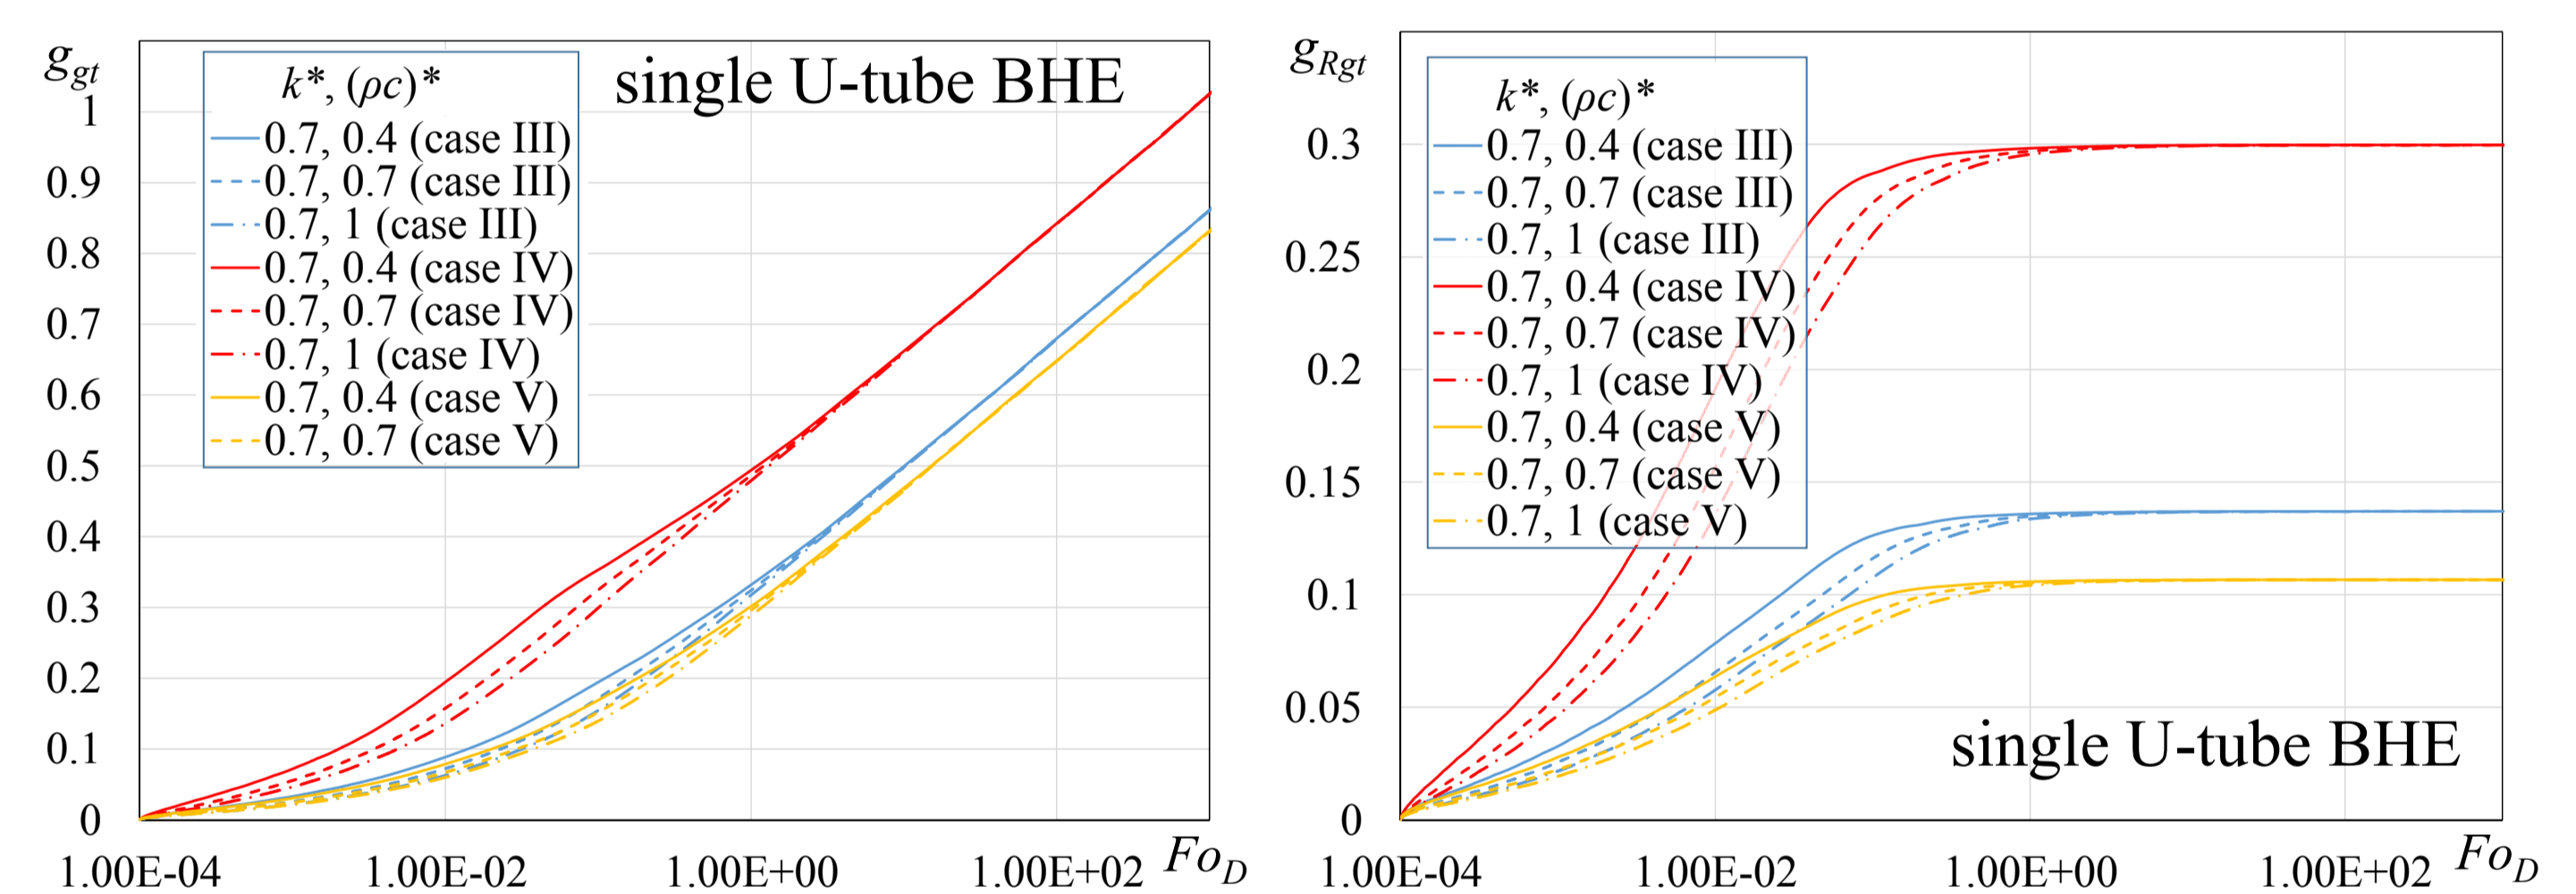 g_gt
single U-tube BHE
k*, (ρc)*
0.7, 0.4 (case III)
0.7, 0.7 (case III)
0.7, 1 (case III)
0.7, 0.4 (case IV)
0.7, 0.7 (case IV)
0.7, 1 (case IV)
0.7, 0.4 (case V)
0.7, 0.7 (case V)
1
0.9
0.8
0.7
0.6
0.5
0.4
0.3
0.2
0.1
0
1.00E-04 1.00E-02 1.00E+00 1.00E+02 Fo_D
g_Rgt
k*, (ρc)*
0.7, 0.4 (case III)
0.7, 0.7 (case III)
0.7, 1 (case III)
0.7, 0.4 (case IV)
0.7, 0.7 (case IV)
0.7, 1 (case IV)
0.7, 0.4 (case V)
0.7, 0.7 (case V)
0.7, 1 (case V)
0.3
0.25
0.2
0.15
0.1
0.05
0
single U-tube BHE
1.00E-04 1.00E-02 1.00E+00 1.00E+02 Fo_D